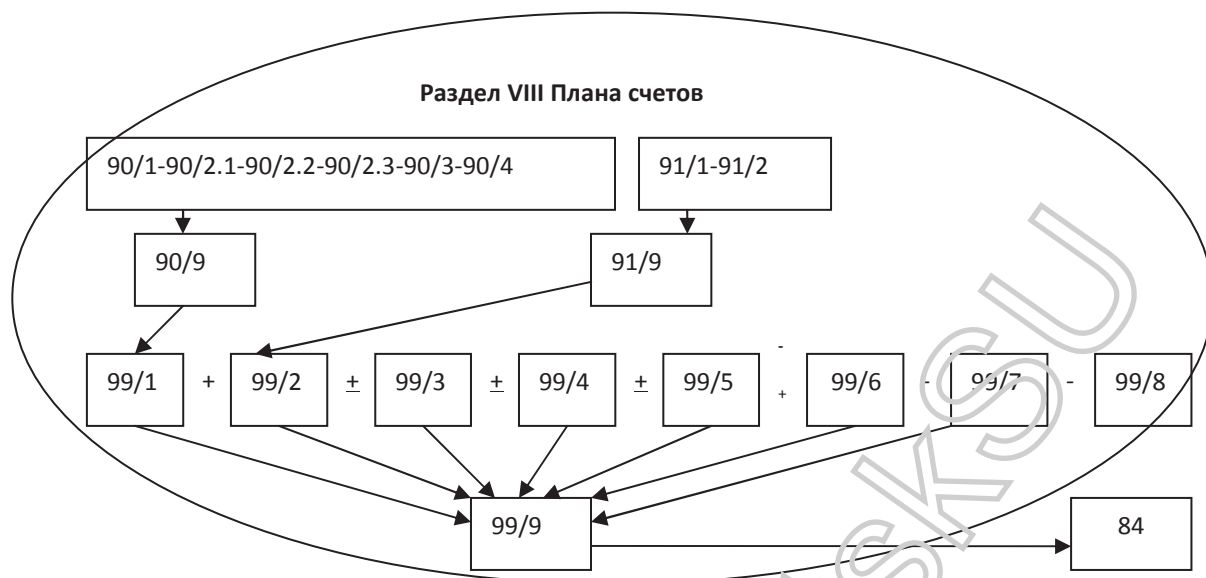 Раздел VIII Плана счетов
90/1-90/2.1-90/2.2-90/2.3-90/3-90/4 91/1-91/2
90/9 91/9
99/1 + 99/2 ± 99/3 ± 99/4 ± 99/5 - + 99/6 - 99/7 - 99/8
99/9 84
skSU